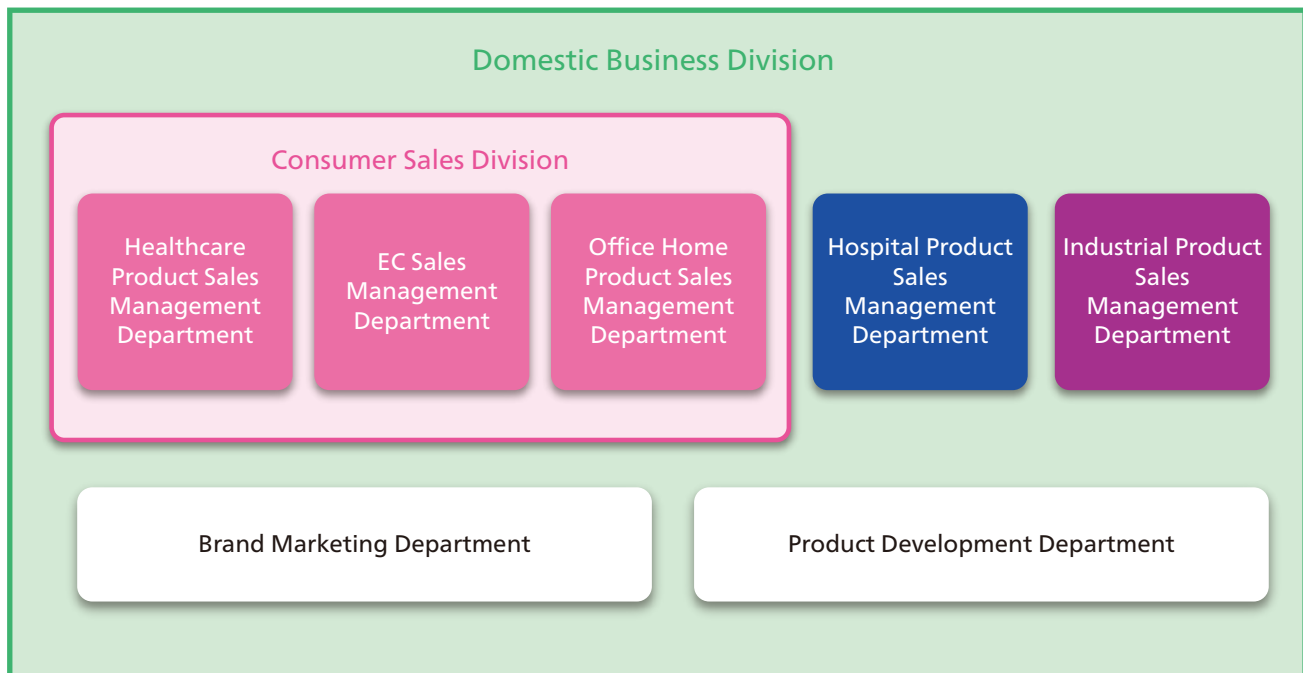 Domestic Business Division
Consumer Sales Division
Healthcare
Product Sales
Management
Department
EC Sales
Management
Department
Office Home
Product Sales
Management
Department
Hospital Product
Sales
Management
Department
Industrial Product
Sales
Management
Department
Brand Marketing Department
Product Development Department